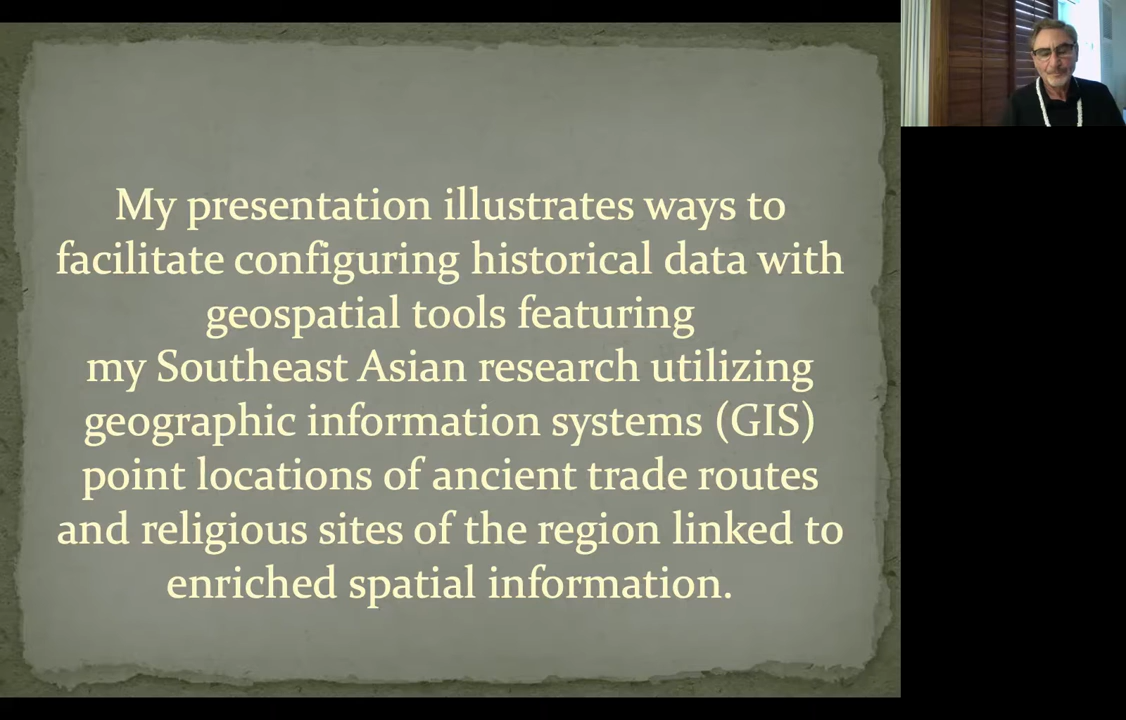 My presentation illustrates ways to
facilitate configuring historical data with
geospatial tools featuring
my Southeast Asian research utilizing
geographic information systems (GIS)
point locations of ancient trade routes
and religious sites of the region linked to
enriched spatial information.